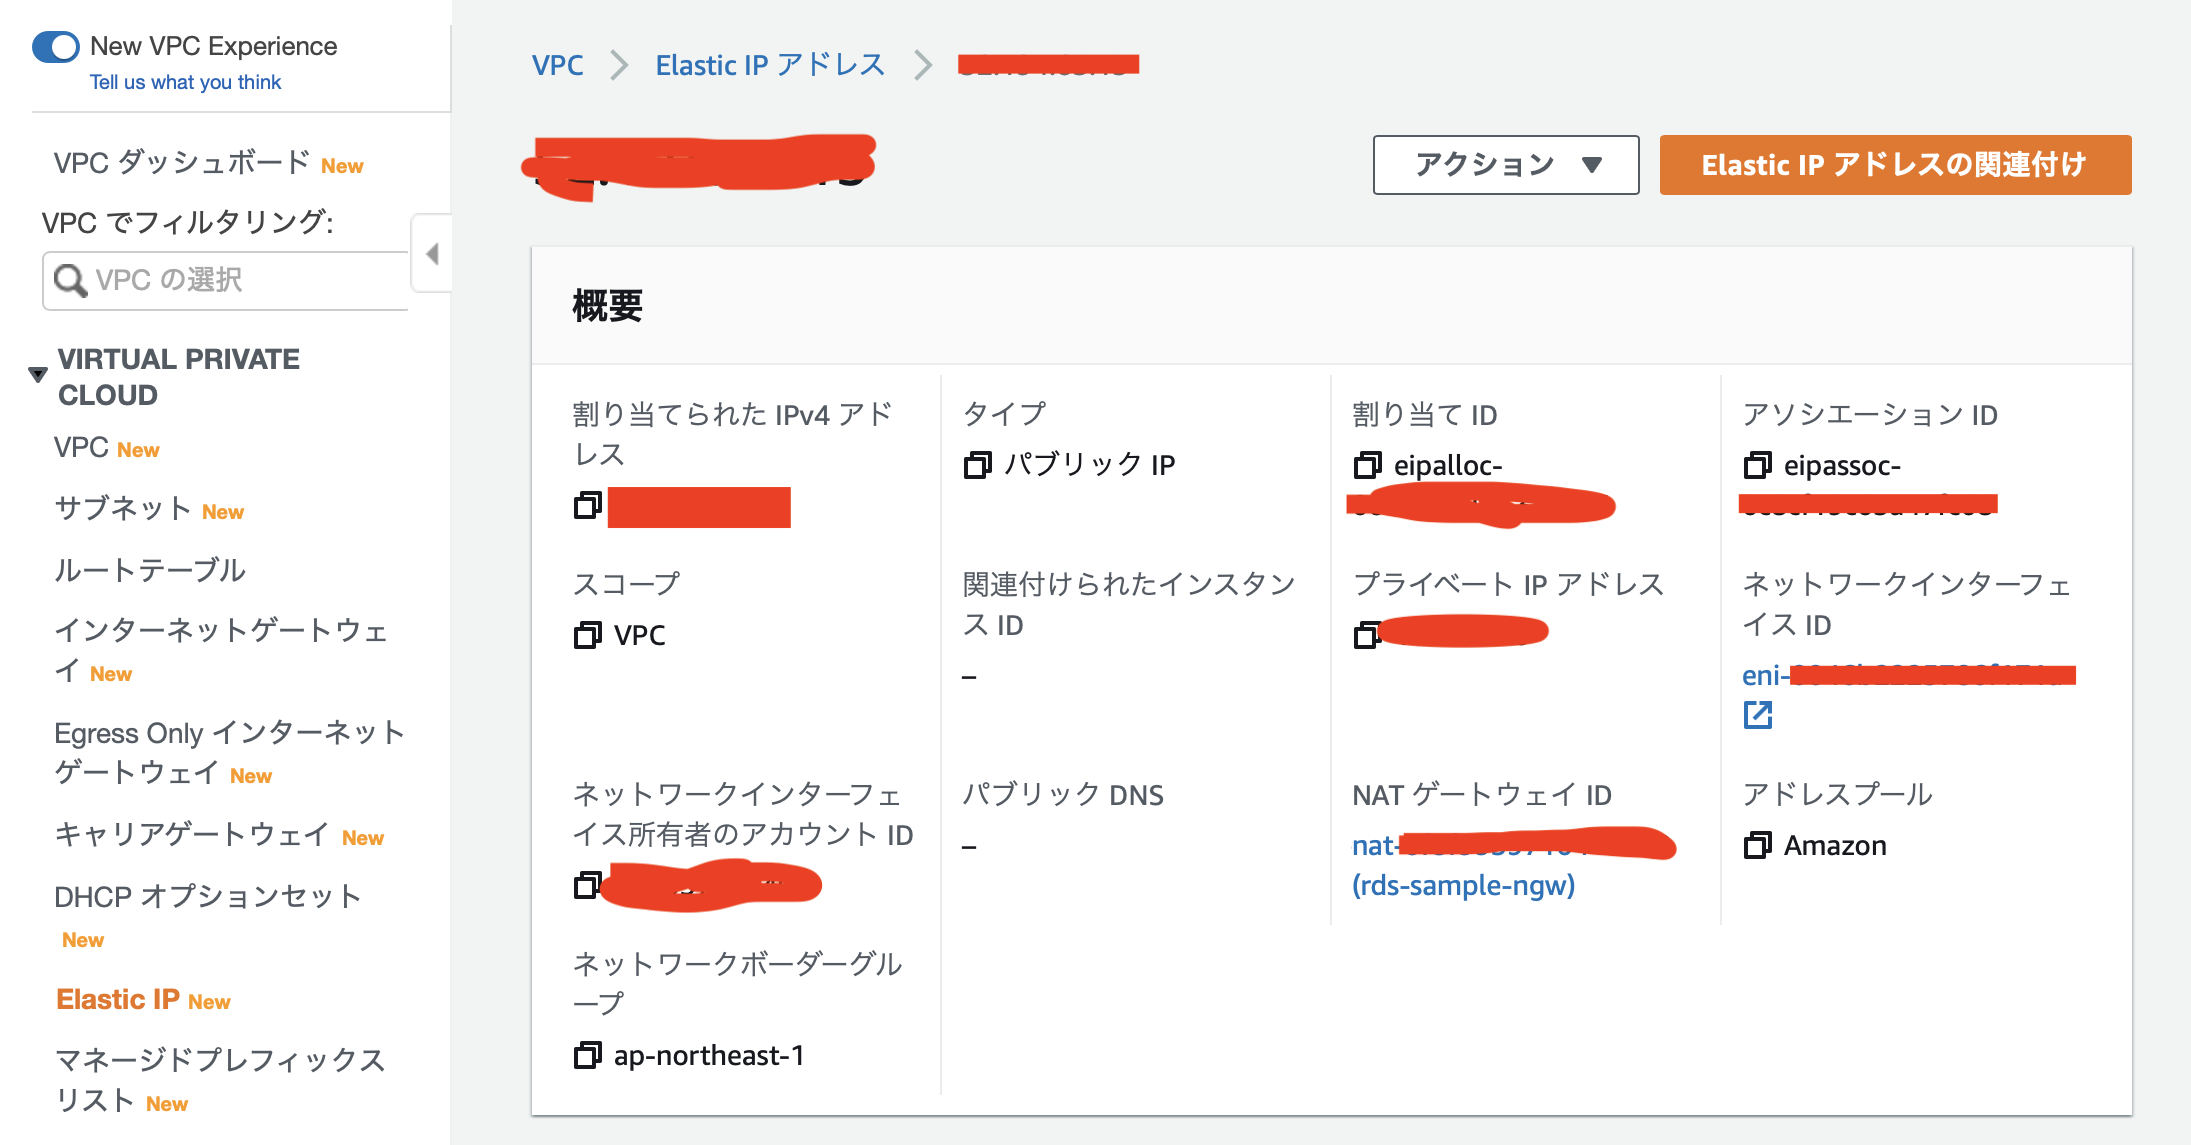 New VPC Experience
Tell us what you think
VPC ダッシュボード New
VPC でフィルタリング:
VPC の選択
VIRTUAL PRIVATE
CLOUD
VPC New
サブネット New
ルートテーブル
インターネットゲートウェ
イ New
Egress Only インターネット
ゲートウェイ New
キャリアゲートウェイ New
DHCP オプションセット
New
Elastic IP New
マネージドプレフィックス
リスト New
VPC
Elastic IP アドレス
アクション
Elastic IP アドレスの関連付け
概要
割り当てられた IPv4 アド
レス
タイプ
パブリック IP
割り当て ID
eipalloc-
アソシエーション ID
eipassoc-
スコープ
VPC
関連付けられたインスタン
ス ID
–
プライベート IP アドレス
ネットワークインターフェ
イス ID
eni-
ネットワークインターフェ
イス所有者のアカウント ID
パブリック DNS
–
NAT ゲートウェイ ID
nat-
(rds-sample-ngw)
アドレスプール
Amazon
ネットワークボーダーグル
ープ
ap-northeast-1